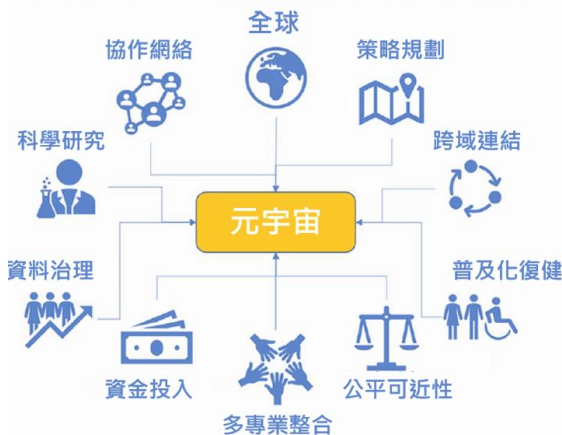 全球
協作網絡
策略規劃
科學研究
跨域連結
元宇宙
資料治理
普及化復健
資金投入
公平可近性
多專業整合